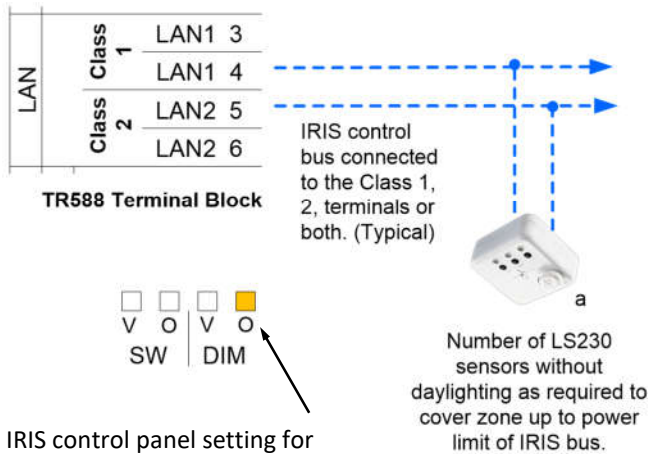 LAN
Class 1
LAN1 3
LAN1 4
Class 2
LAN2 5
LAN2 6
TR588 Terminal Block
IRIS control
bus connected
to the Class 1,
2, terminals or
both. (Typical)
a
V O V O
SW DIM
Number of LS230
sensors without
daylighting as required to
cover zone up to power
limit of IRIS bus.
IRIS control panel setting for